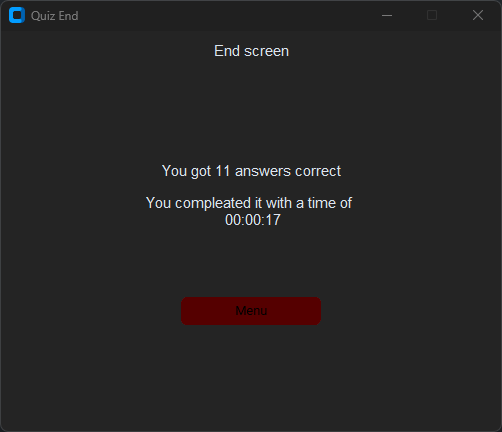 Quiz End
End screen
You got 11 answers correct
You compleated it with a time of
00:00:17
Menu